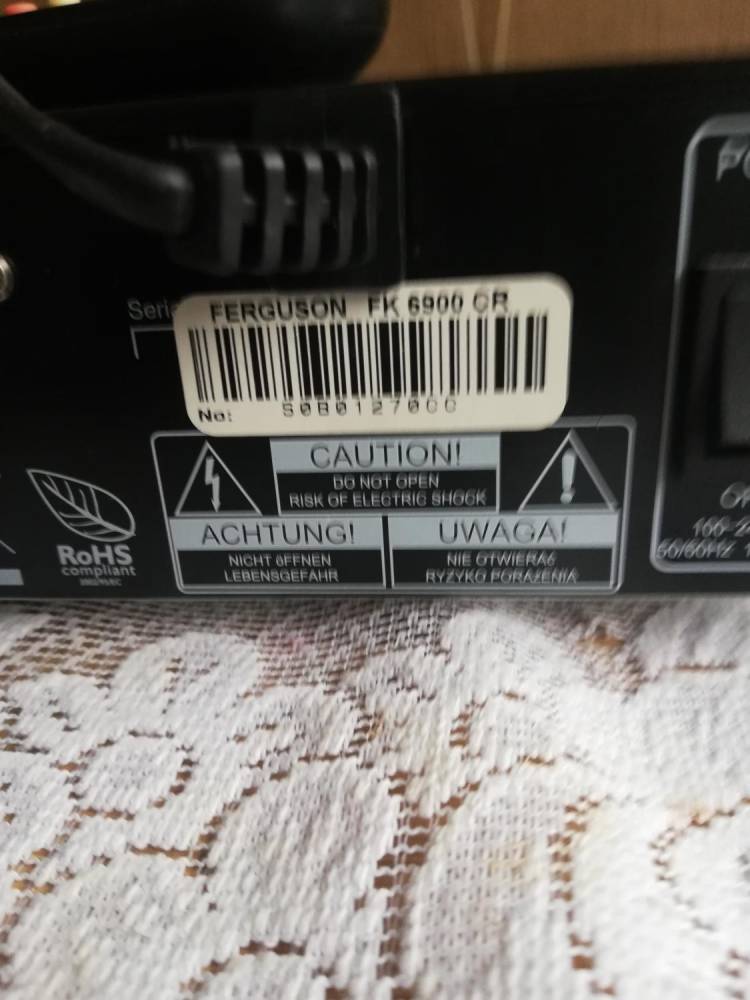 FERGUSON FK 6900 CR
No: S0B01270CC
CAUTION!
DO NOT OPEN
RISK OF ELECTRIC SHOCK
ACHTUNG!
NICHT öFFNEN
LEBENSGEFAHR
UWAGA!
NIE OTWIERAć
RYZYKO PORAżENIA
RoHS
compliant
50/60Hz